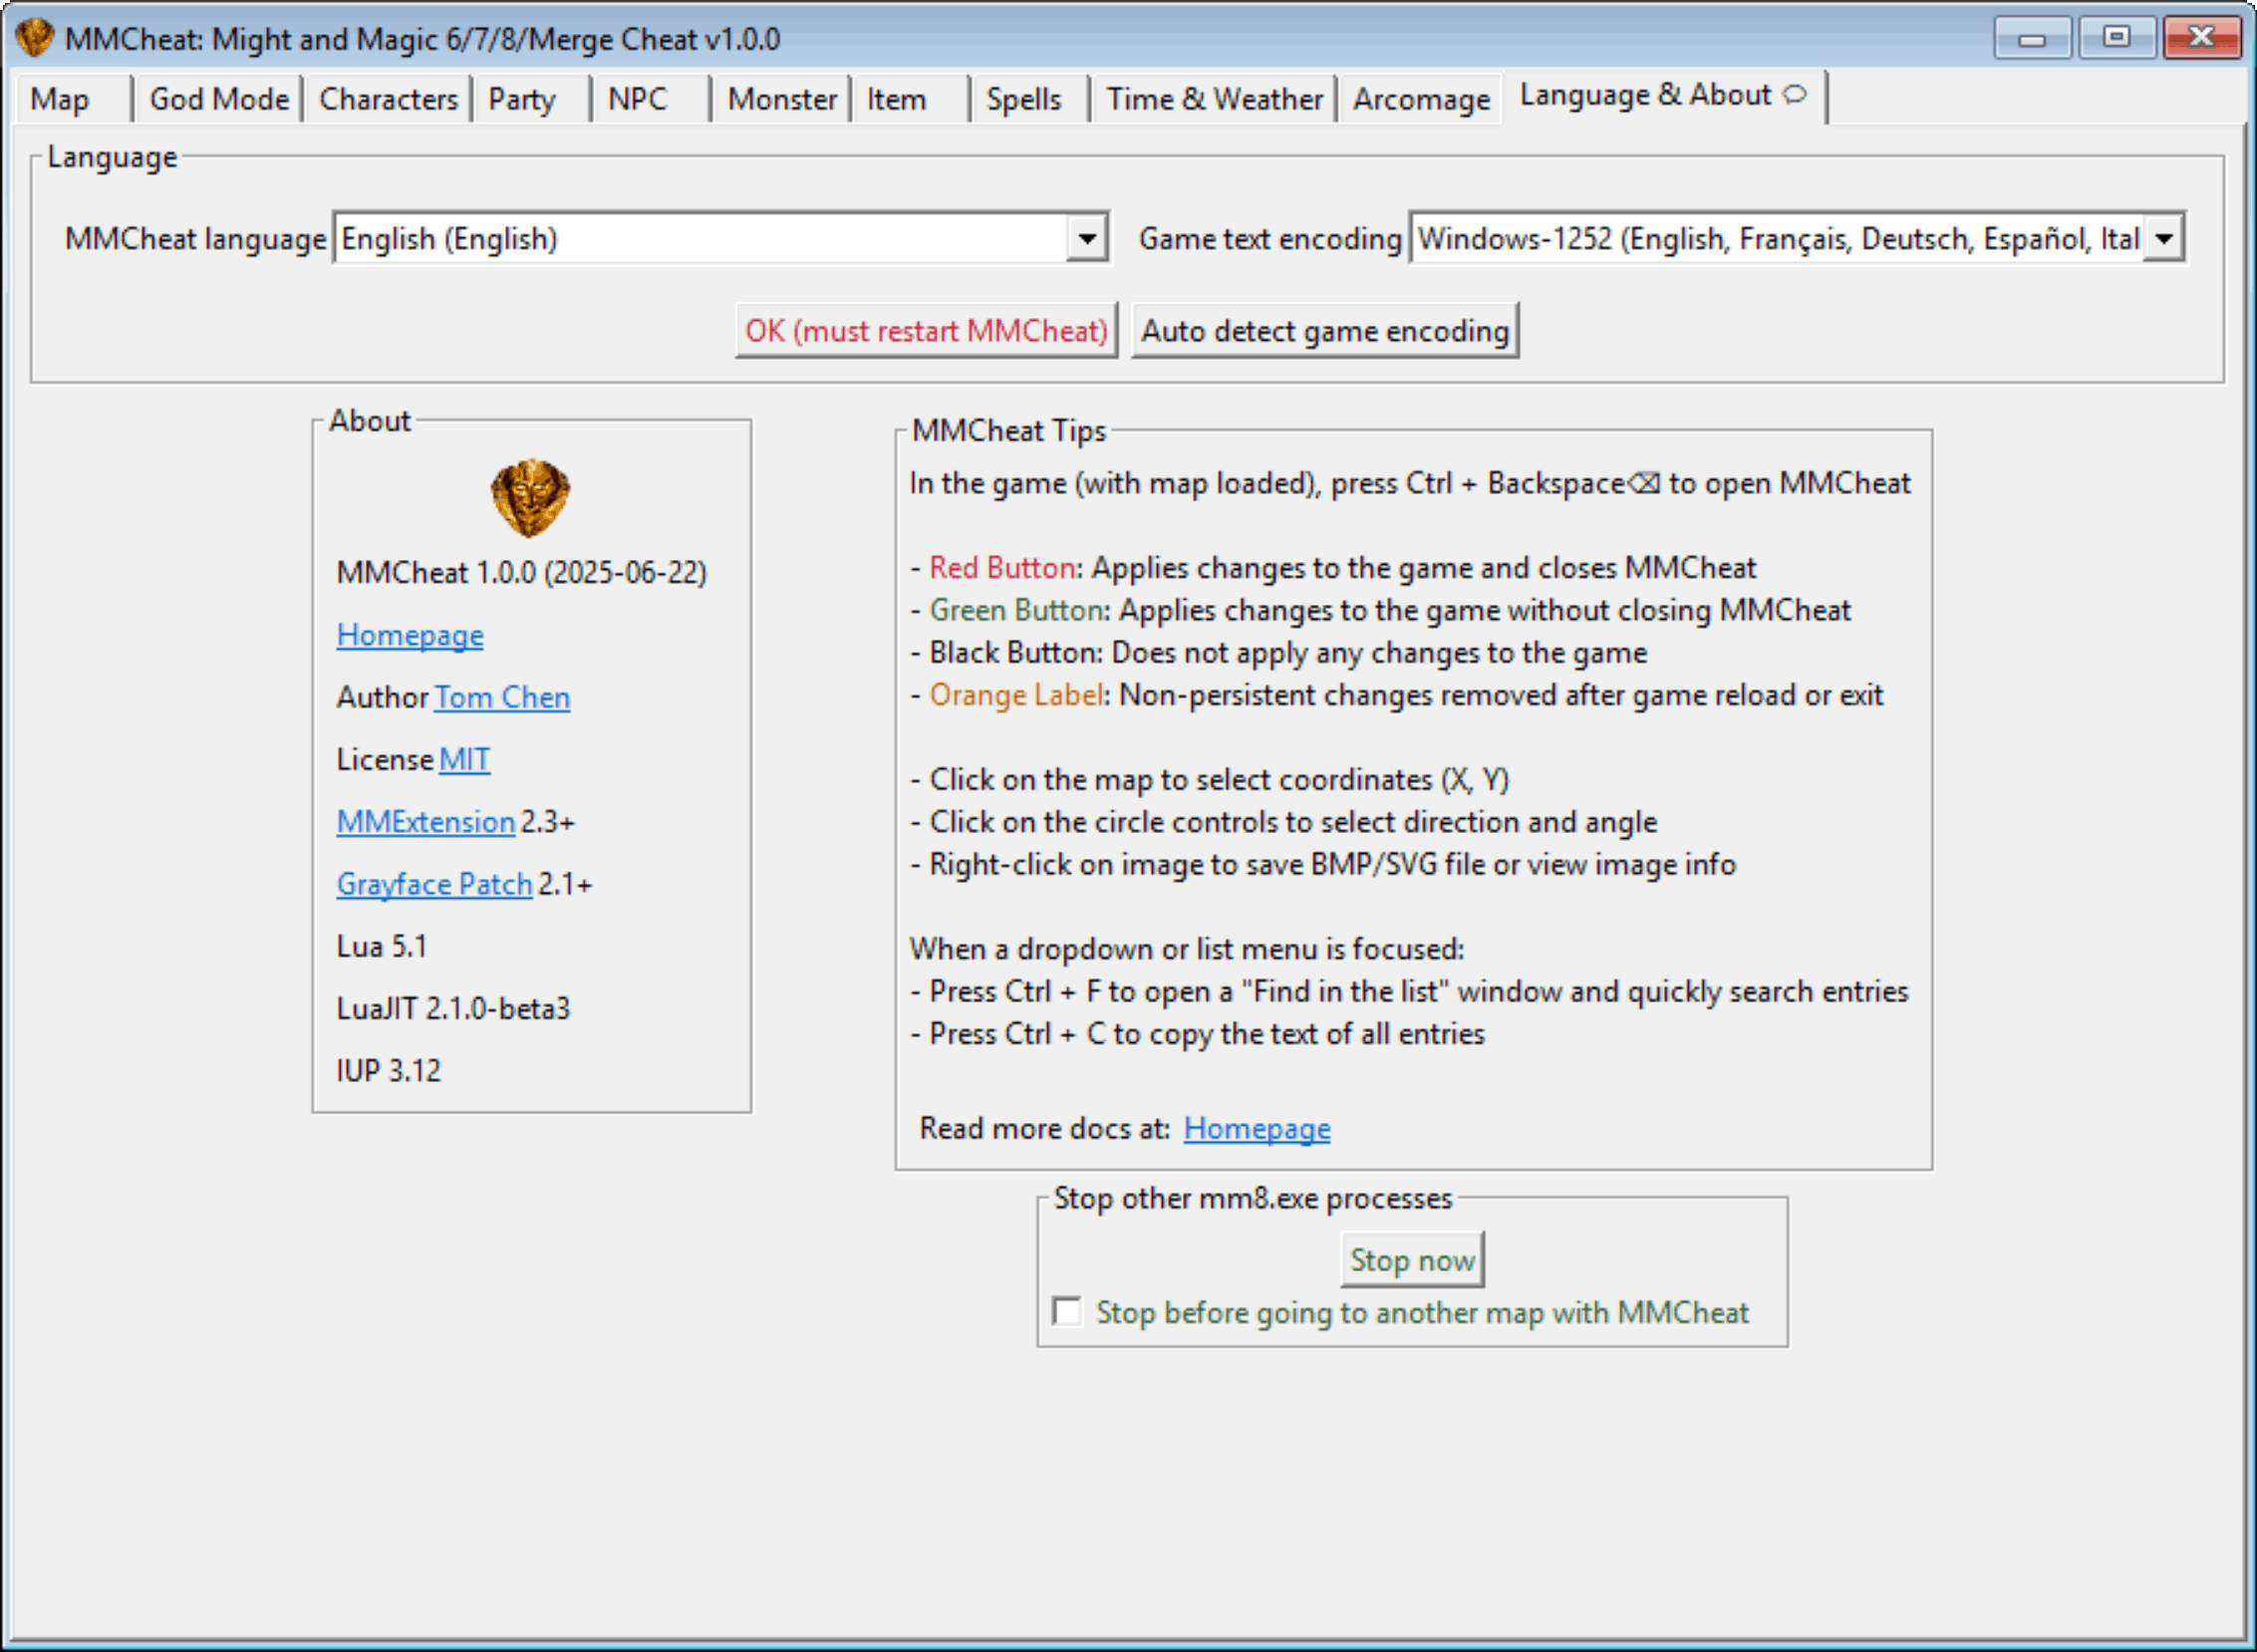 MMCheat: Might and Magic 6/7/8/Merge Cheat v1.0.0
Map God Mode Characters Party NPC Monster Item Spells Time & Weather Arcomage Language & About
Language
MMCheat language English (English) Game text encoding Windows-1252 (English, Français, Deutsch, Español, Ital
OK (must restart MMCheat) Auto detect game encoding
About
MMCheat 1.0.0 (2025-06-22)
Homepage
Author Tom Chen
License MIT
MMExtension 2.3+
Grayface Patch 2.1+
Lua 5.1
LuaJIT 2.1.0-beta3
IUP 3.12
MMCheat Tips
In the game (with map loaded), press Ctrl + Backspace⌫ to open MMCheat
- Red Button: Applies changes to the game and closes MMCheat
- Green Button: Applies changes to the game without closing MMCheat
- Black Button: Does not apply any changes to the game
- Orange Label: Non-persistent changes removed after game reload or exit
- Click on the map to select coordinates (X, Y)
- Click on the circle controls to select direction and angle
- Right-click on image to save BMP/SVG file or view image info
When a dropdown or list menu is focused:
- Press Ctrl + F to open a "Find in the list" window and quickly search entries
- Press Ctrl + C to copy the text of all entries
Read more docs at: Homepage
Stop other mm8.exe processes
Stop now
Stop before going to another map with MMCheat